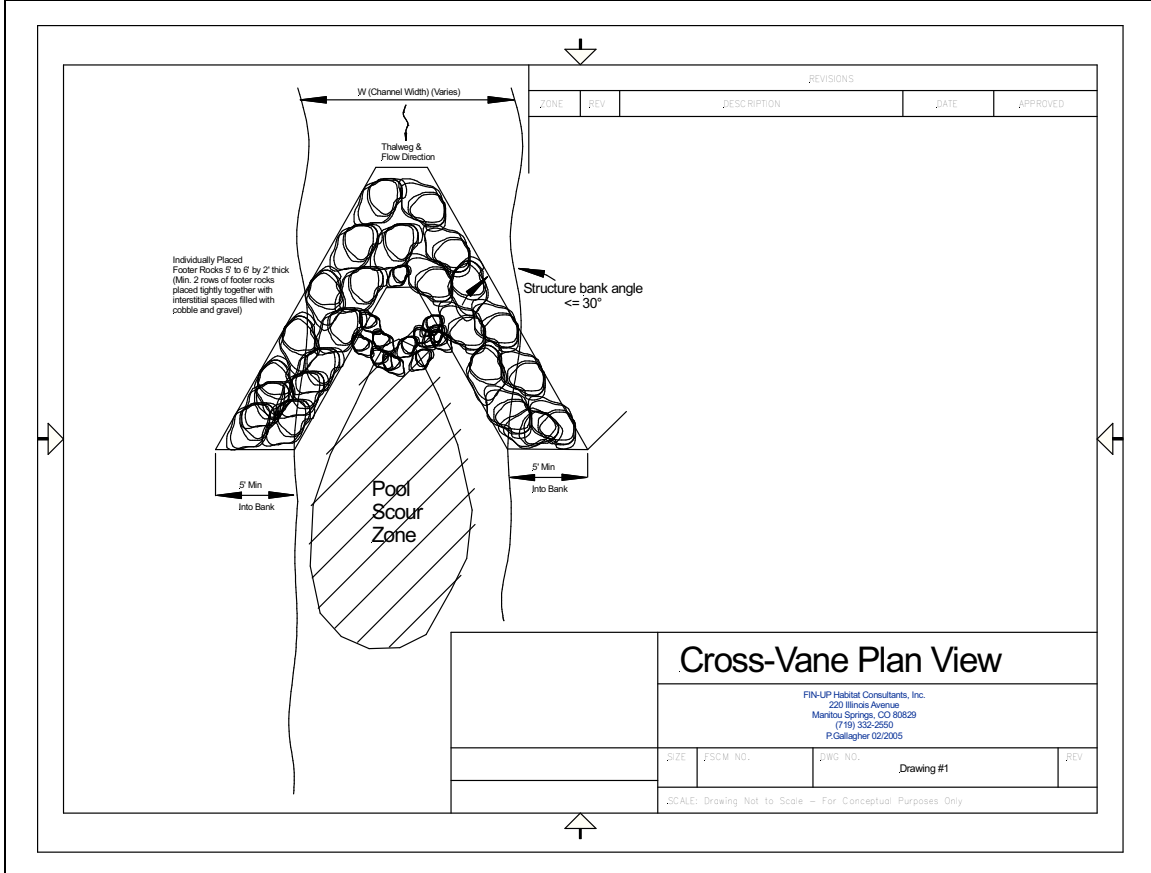 REVISIONS
ZONE REV DESCRIPTION DATE APPROVED
W (Channel Width) (Varies)
Thalweg &
Flow Direction
Individually Placed
Footer Rocks 5' to 6' by 2' thick
(Min. 2 rows of footer rocks
placed tightly together with
interstitial spaces filled with
cobble and gravel)
Structure bank angle
<= 30°
5' Min
Into Bank
5' Min
Into Bank
Pool
Scour
Zone
Cross-Vane Plan View
FIN-UP Habitat Consultants, Inc.
220 Illinois Avenue
Manitou Springs, CO 80829
(719) 332-2550
P.Gallagher 02/2005
SIZE FSCM NO. DWG NO. REV
Drawing #1
SCALE: Drawing Not to Scale - For Conceptual Purposes Only